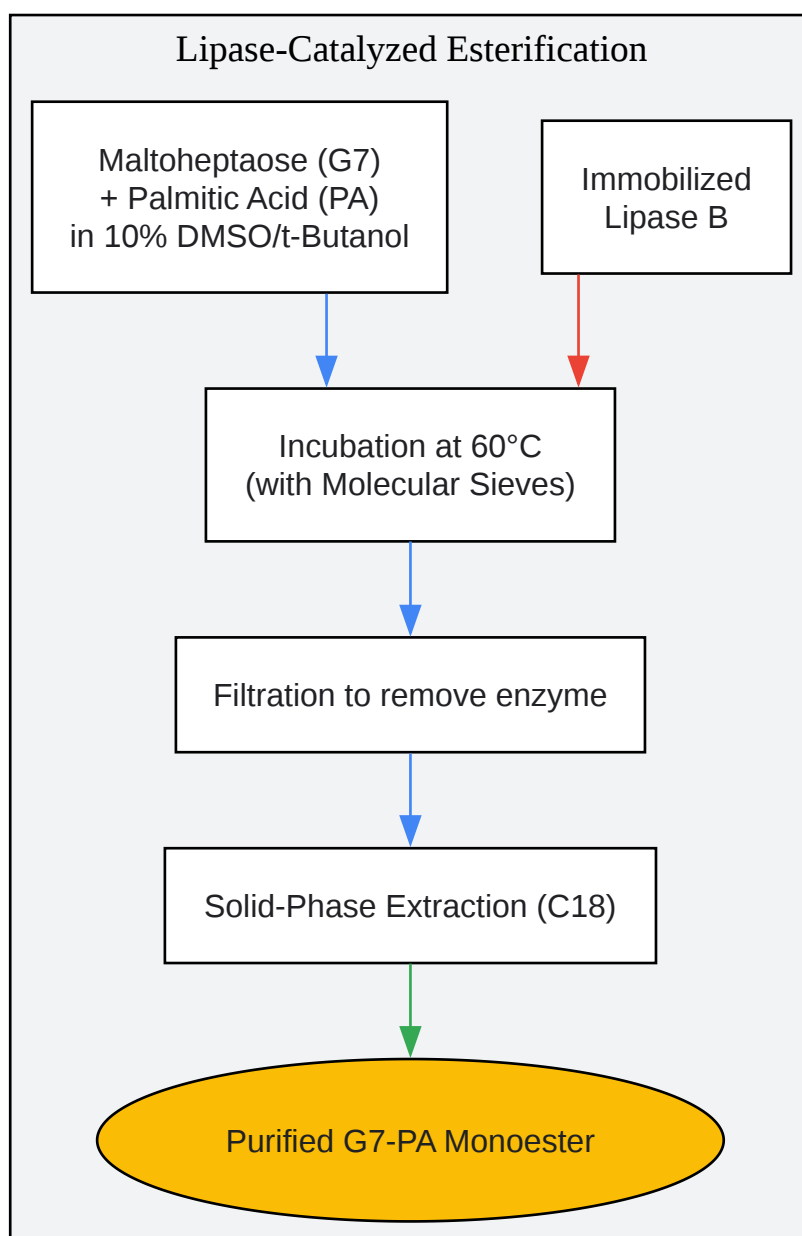 Lipase-Catalyzed Esterification
Maltoheptaose (G7)
+ Palmitic Acid (PA)
in 10% DMSO/t-Butanol
Immobilized
Lipase B
Incubation at 60°C
(with Molecular Sieves)
Filtration to remove enzyme
Solid-Phase Extraction (C18)
Purified G7-PA Monoester